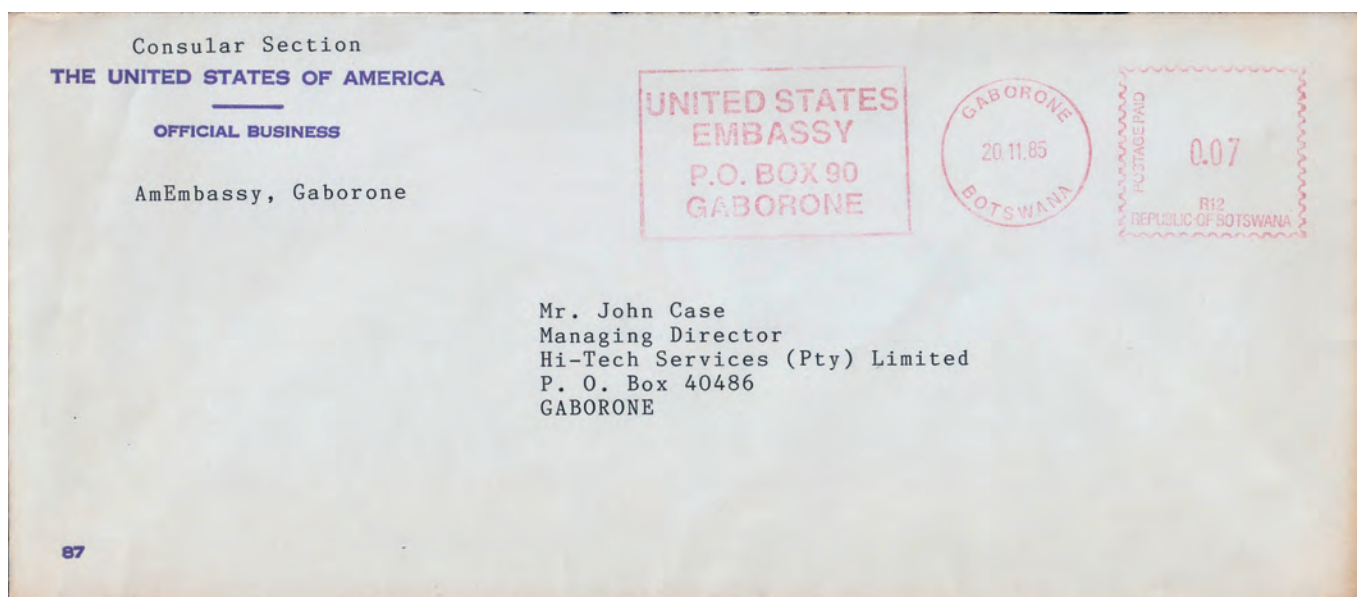 Consular Section
THE UNITED STATES OF AMERICA
OFFICIAL BUSINESS
AmEmbassy, Gaborone
UNITED STATES
EMBASSY
P.O. BOX 90
GABORONE
GABORONE
20.11.85
BOTSWANA
POSTAGE PAID
0.07
R12
REPUBLIC OF BOTSWANA
Mr. John Case
Managing Director
Hi-Tech Services (Pty) Limited
P. O. Box 40486
GABORONE
87